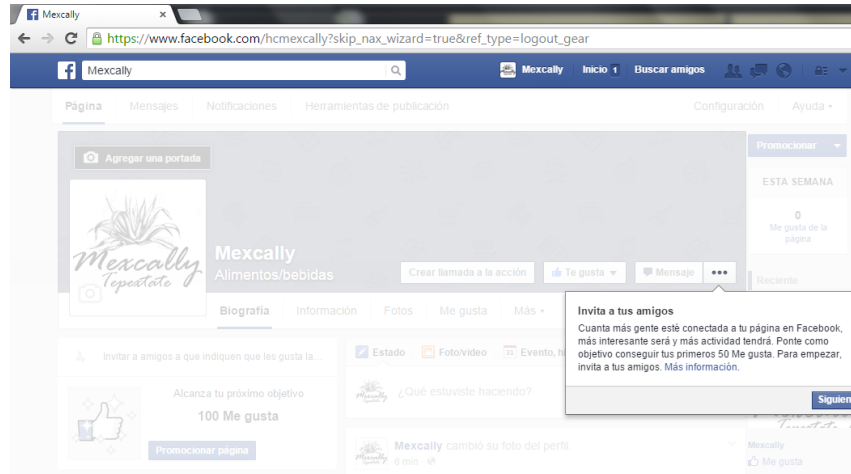 Mexcally
https://www.facebook.com/hcmexcally?skip_nax_wizard=true&ref_type=logout_gear
Mexcally
Mexcally Inicio 1 Buscar amigos
Página Mensajes Notificaciones Herramientas de publicación Configuración Ayuda
Agregar una portada
Promocionar
ESTA SEMANA
0
Me gusta de la
página
Reciente
Mexcally
Tepextate
Mexcally
Alimentos/bebidas
Crear llamada a la acción Te gusta Mensaje •••
Biografía Información Fotos Me gusta Más
Invita a tus amigos
Cuanta más gente esté conectada a tu página en Facebook,
más interesante será y más actividad tendrá. Ponte como
objetivo conseguir tus primeros 50 Me gusta. Para empezar,
invita a tus amigos. Más información.
Siguien
Invitar a amigos a que indiquen que les gusta la...
Estado Foto/video Evento, hi
Alcanza tu próximo objetivo
100 Me gusta
Promocionar página
¿Qué estuviste haciendo?
Mexcally cambió su foto del perfil.
6 min
Mexcally
Me gusta